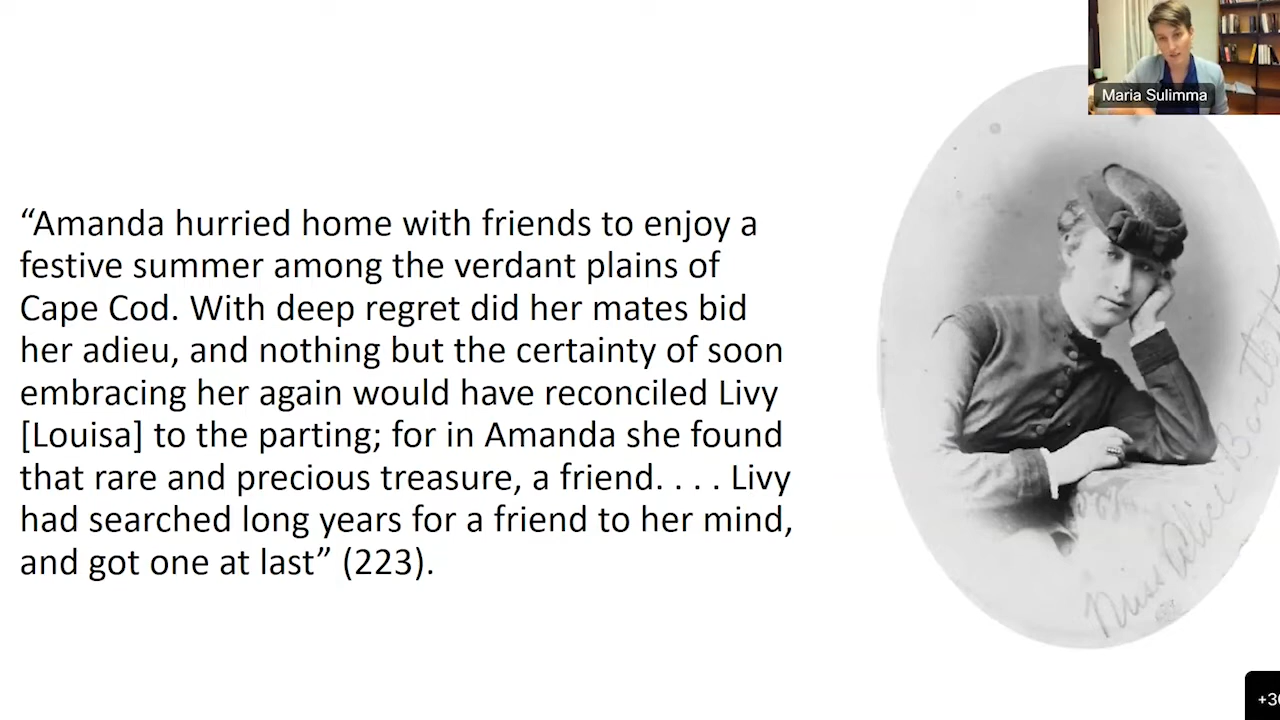 Maria Sulimma
“Amanda hurried home with friends to enjoy a
festive summer among the verdant plains of
Cape Cod. With deep regret did her mates bid
her adieu, and nothing but the certainty of soon
embracing her again would have reconciled Livy
[Louisa] to the parting; for in Amanda she found
that rare and precious treasure, a friend. . . . Livy
had searched long years for a friend to her mind,
and got one at last” (223).
Miss Alice Bartlett